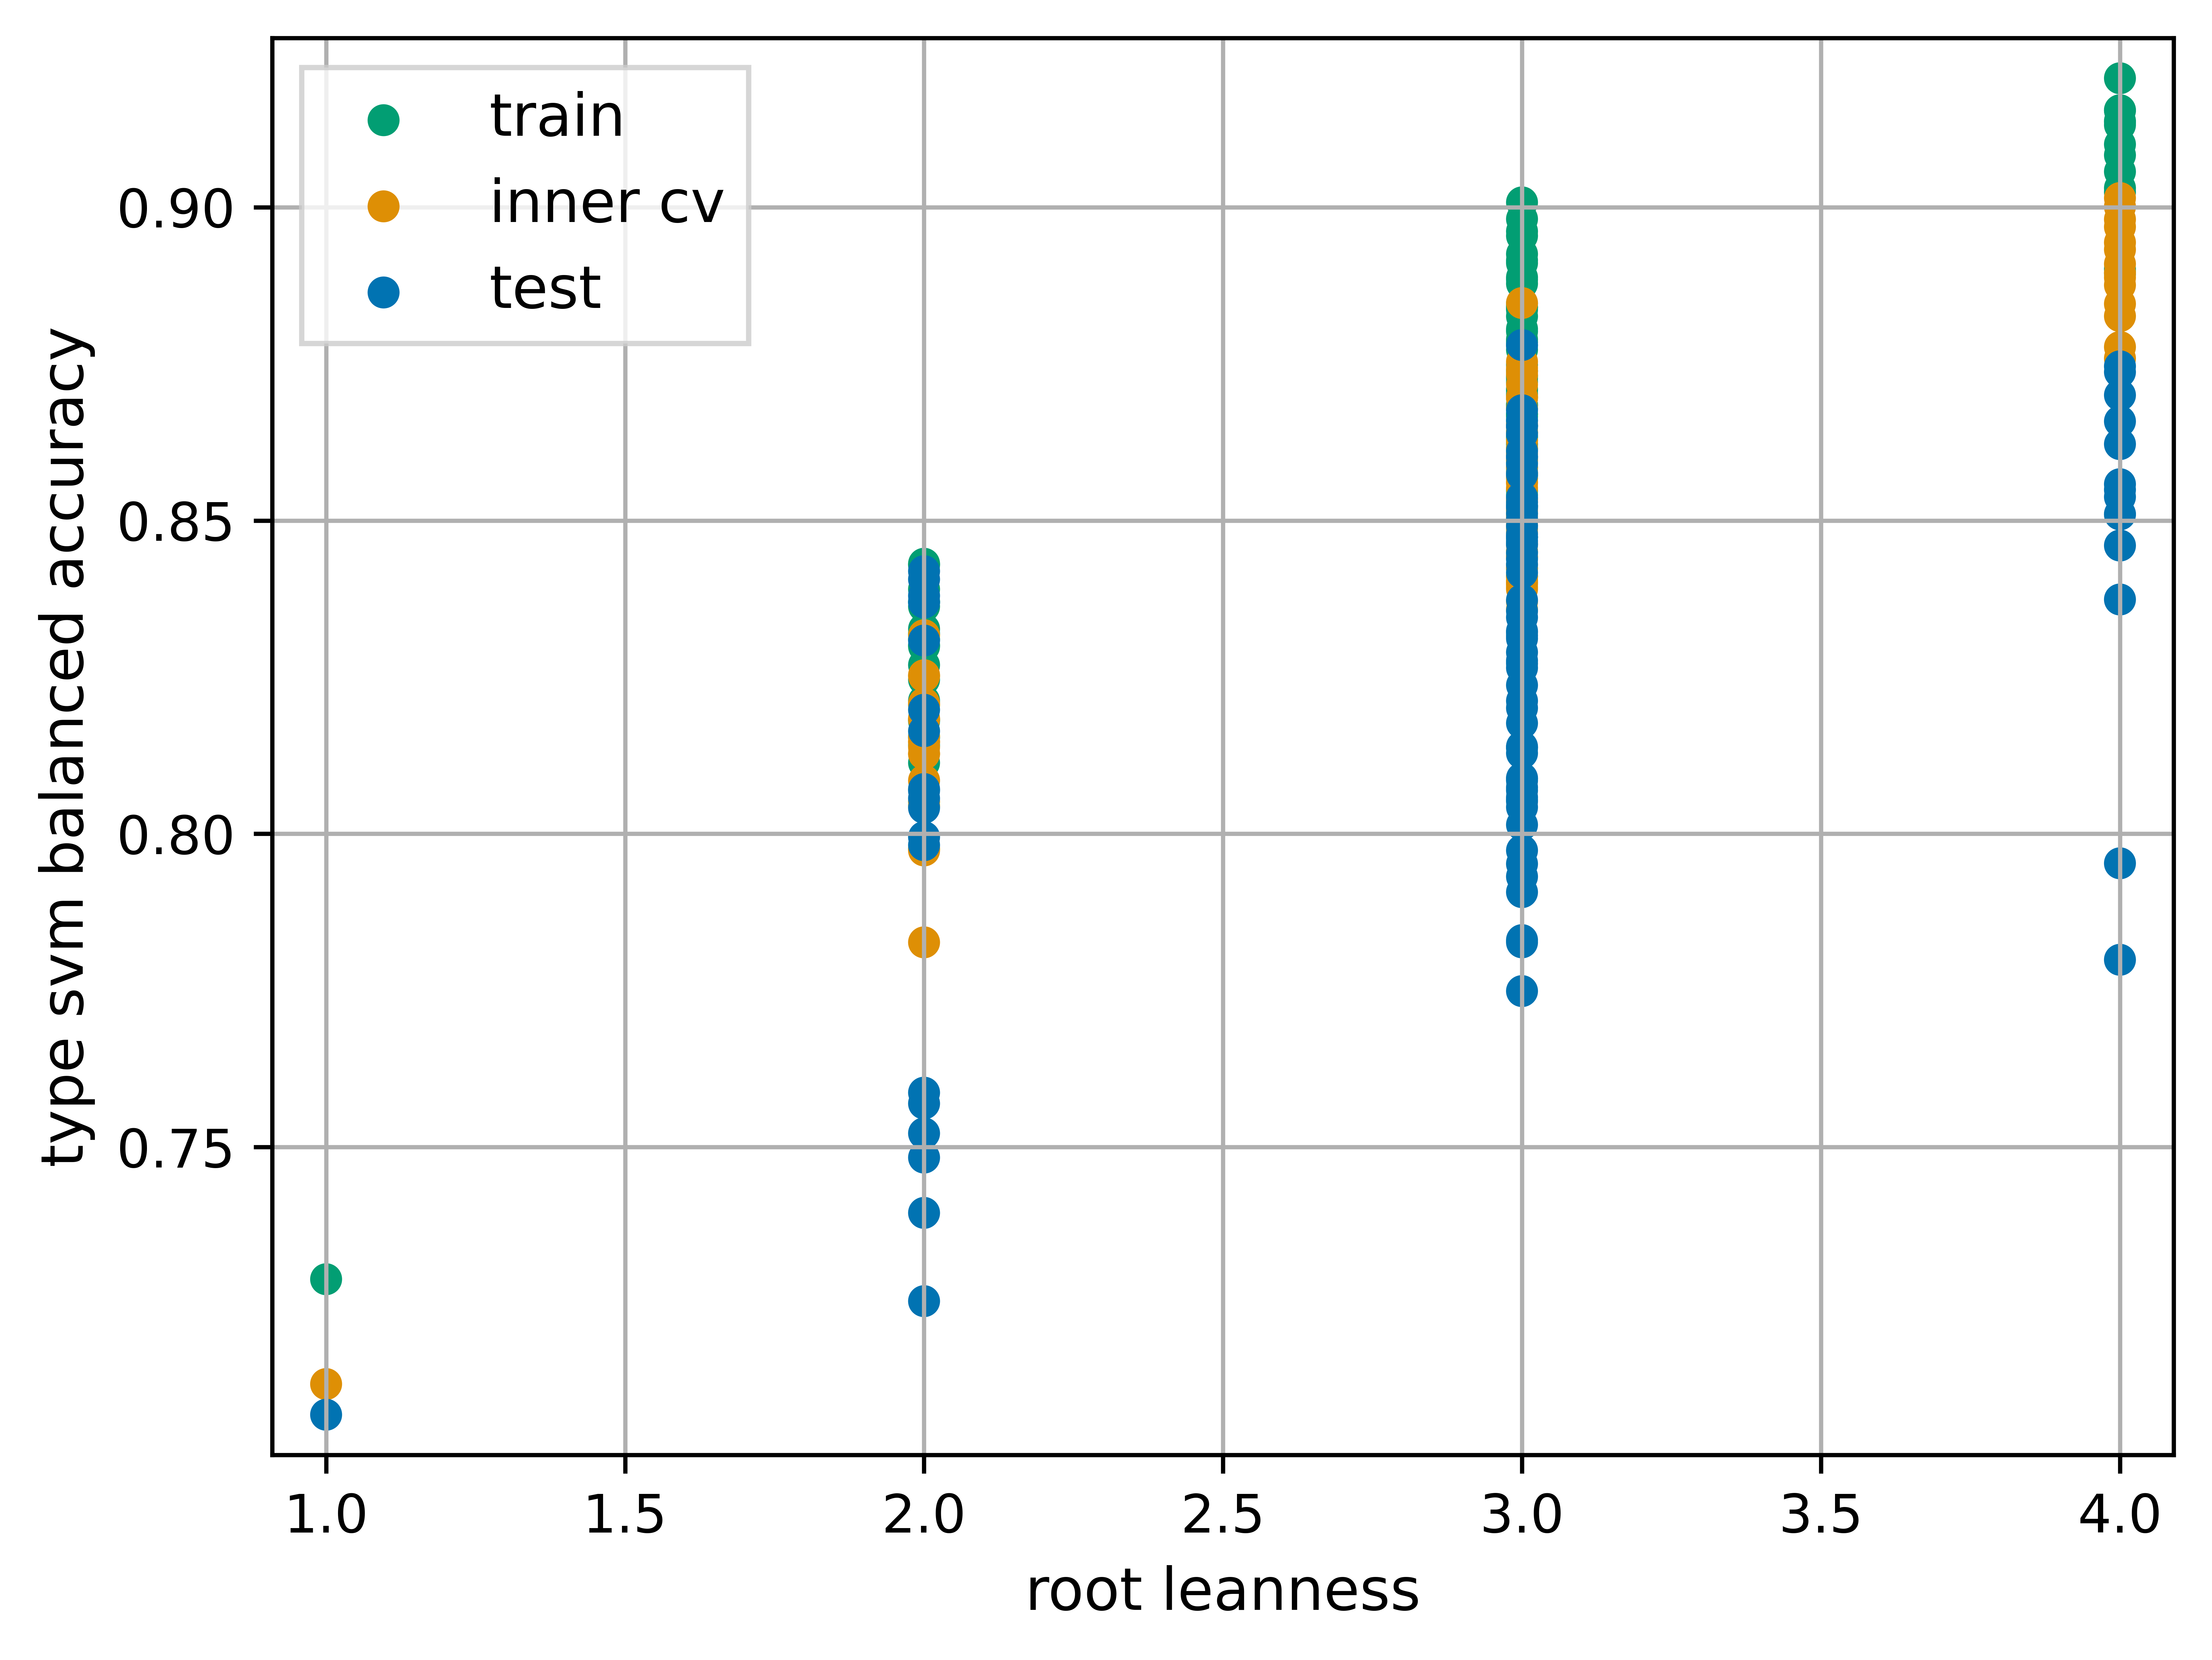 train
inner cv
test
0.90
0.85
0.80
0.75
type svm balanced accuracy
1.0 1.5 2.0 2.5 3.0 3.5 4.0
root leanness